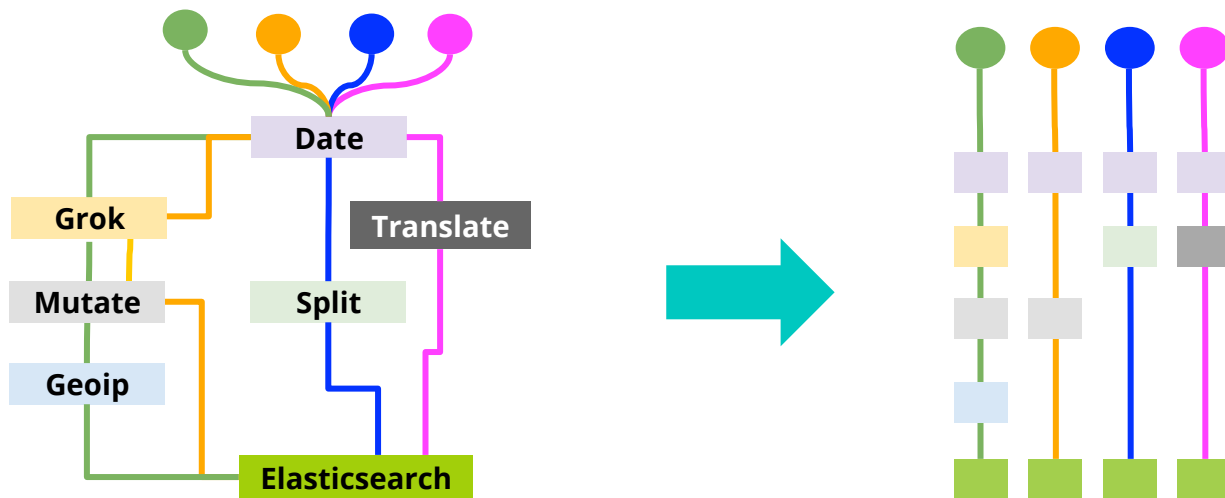 Date
Grok
Translate
Mutate
Split
Geoip
Elasticsearch